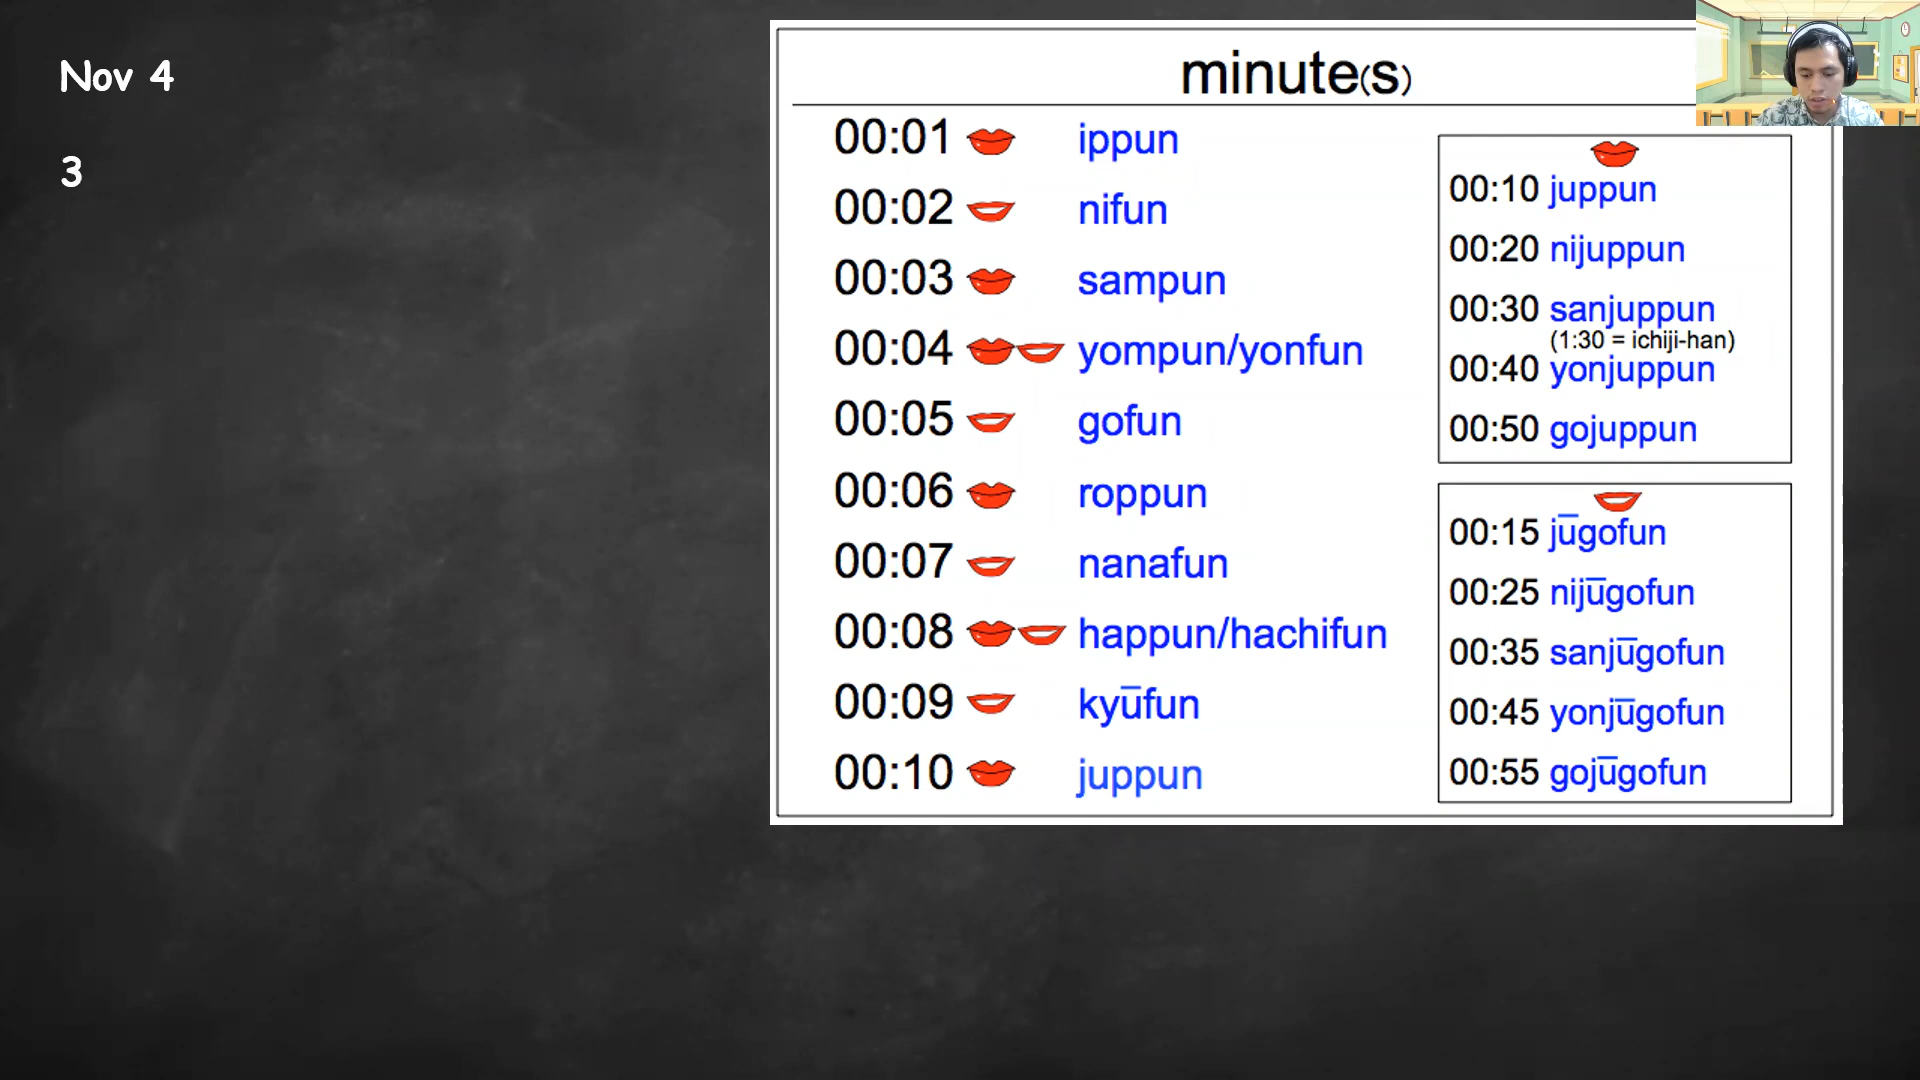 Nov 4
3
minute(s)
00:01 ippun
00:02 nifun
00:03 sampun
00:04 yompun/yonfun
00:05 gofun
00:06 roppun
00:07 nanafun
00:08 happun/hachifun
00:09 kyūfun
00:10 juppun
00:10 juppun
00:20 nijuppun
00:30 sanjuppun
(1:30 = ichiji-han)
00:40 yonjuppun
00:50 gojuppun
00:15 jūgofun
00:25 nijūgofun
00:35 sanjūgofun
00:45 yonjūgofun
00:55 gojūgofun